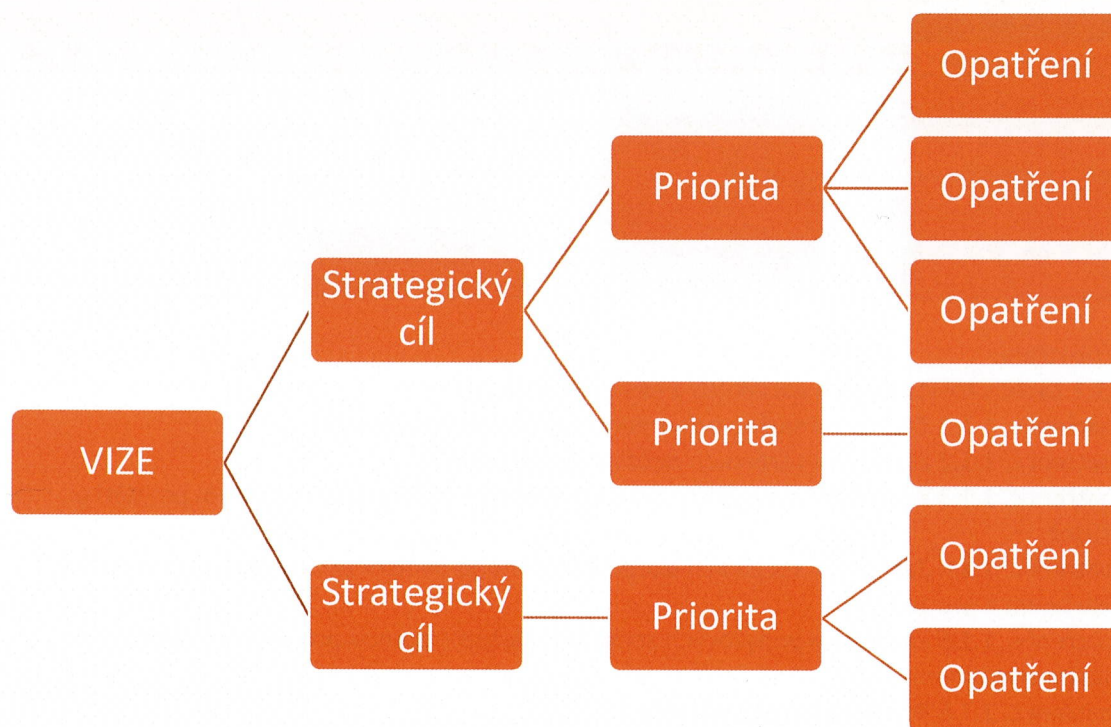 VIZE
Strategický
cíl
Priorita
Opatření
Opatření
Opatření
Priorita
Opatření
Strategický
cíl
Priorita
Opatření
Opatření